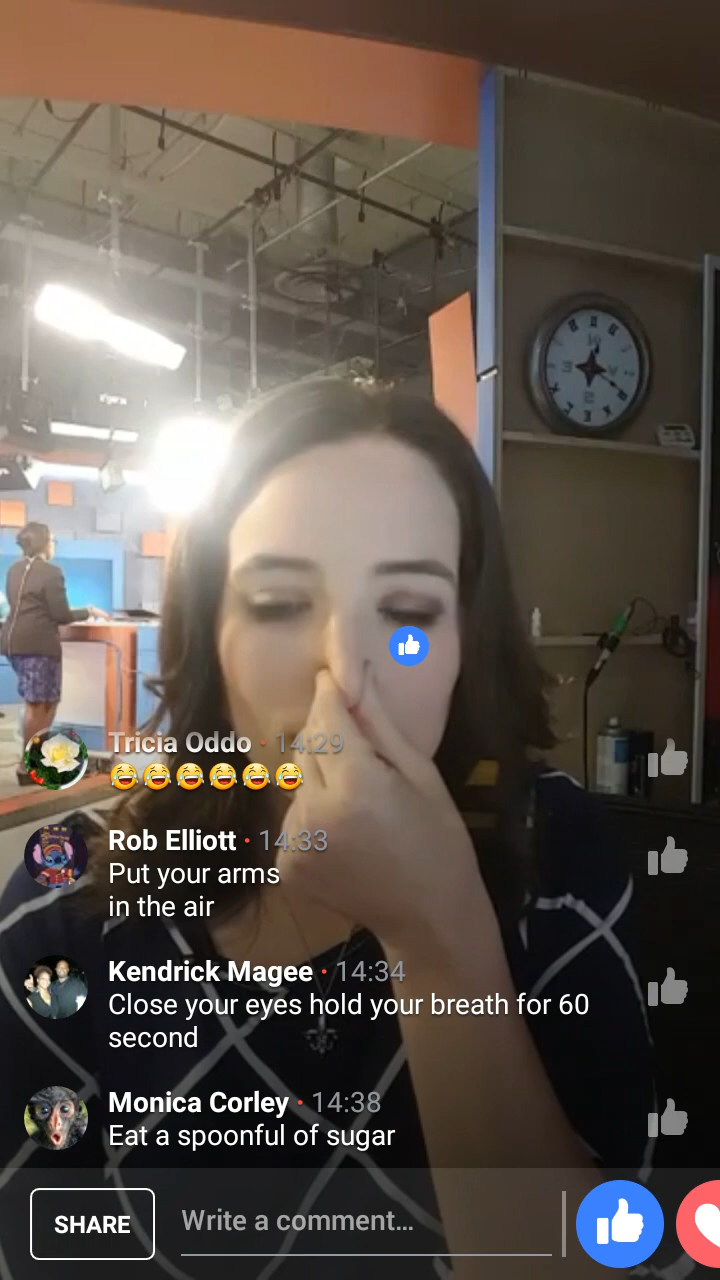 Tricia Oddo • 14:29
😂😂😂😂😂😂
Rob Elliott • 14:33
Put your arms
in the air
Kendrick Magee • 14:34
Close your eyes hold your breath for 60
second
Monica Corley • 14:38
Eat a spoonful of sugar
SHARE
Write a comment...